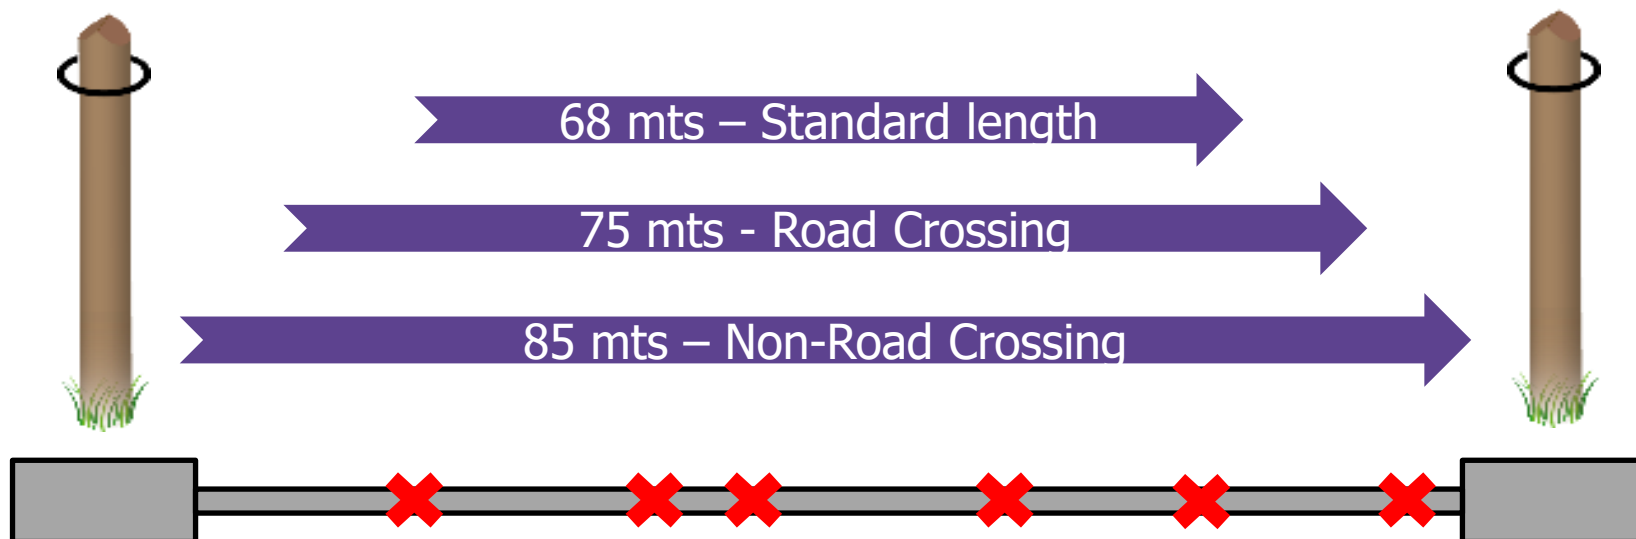 68 mts – Standard length
75 mts - Road Crossing
85 mts – Non-Road Crossing